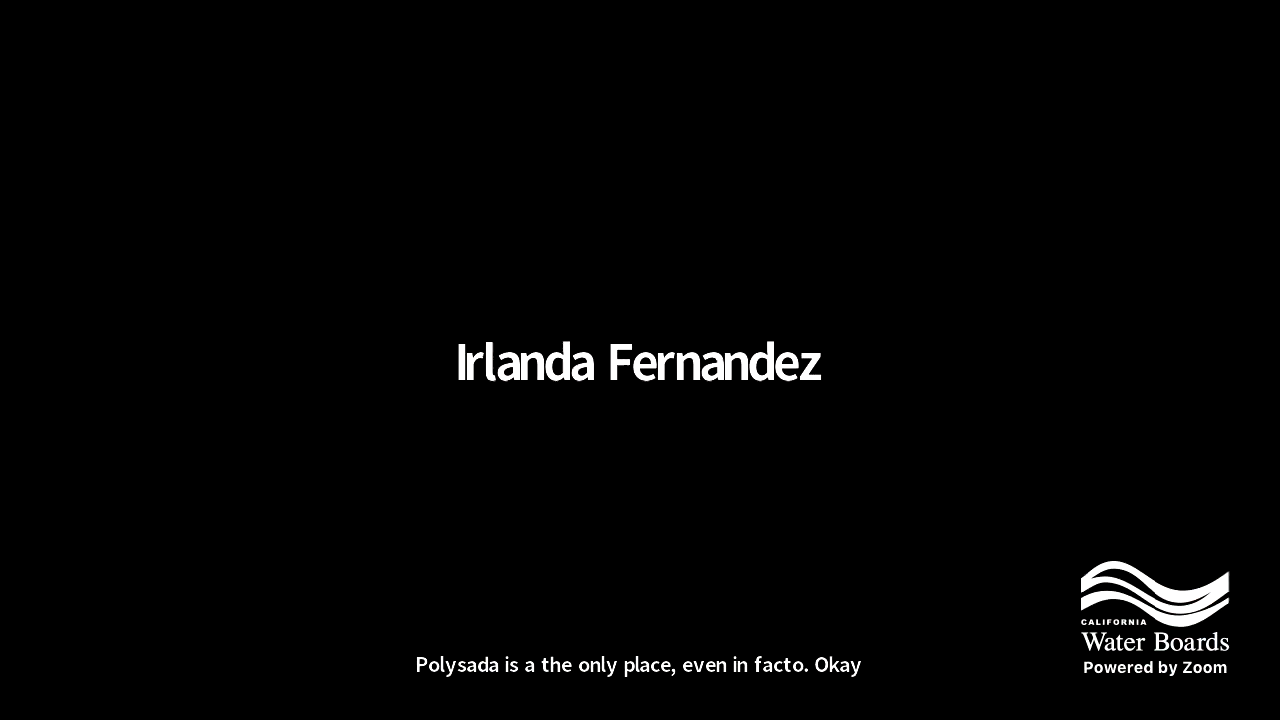 Irlanda Fernandez
CALIFORNIA
Water Boards
Powered by Zoom
Polysada is a the only place, even in facto. Okay